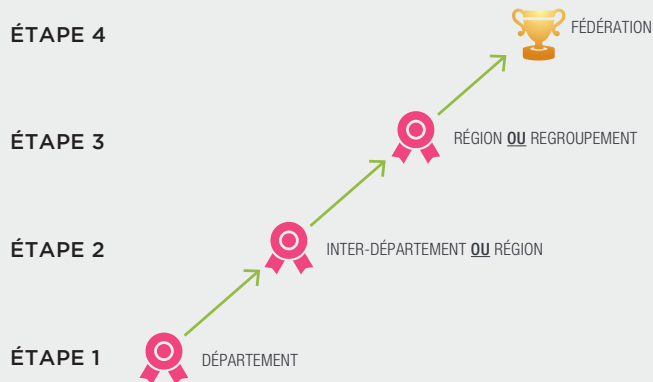 ÉTAPE 4
FÉDÉRATION
ÉTAPE 3
RÉGION OU REGROUPEMENT
ÉTAPE 2
INTER-DÉPARTEMENT OU RÉGION
ÉTAPE 1
DÉPARTEMENT